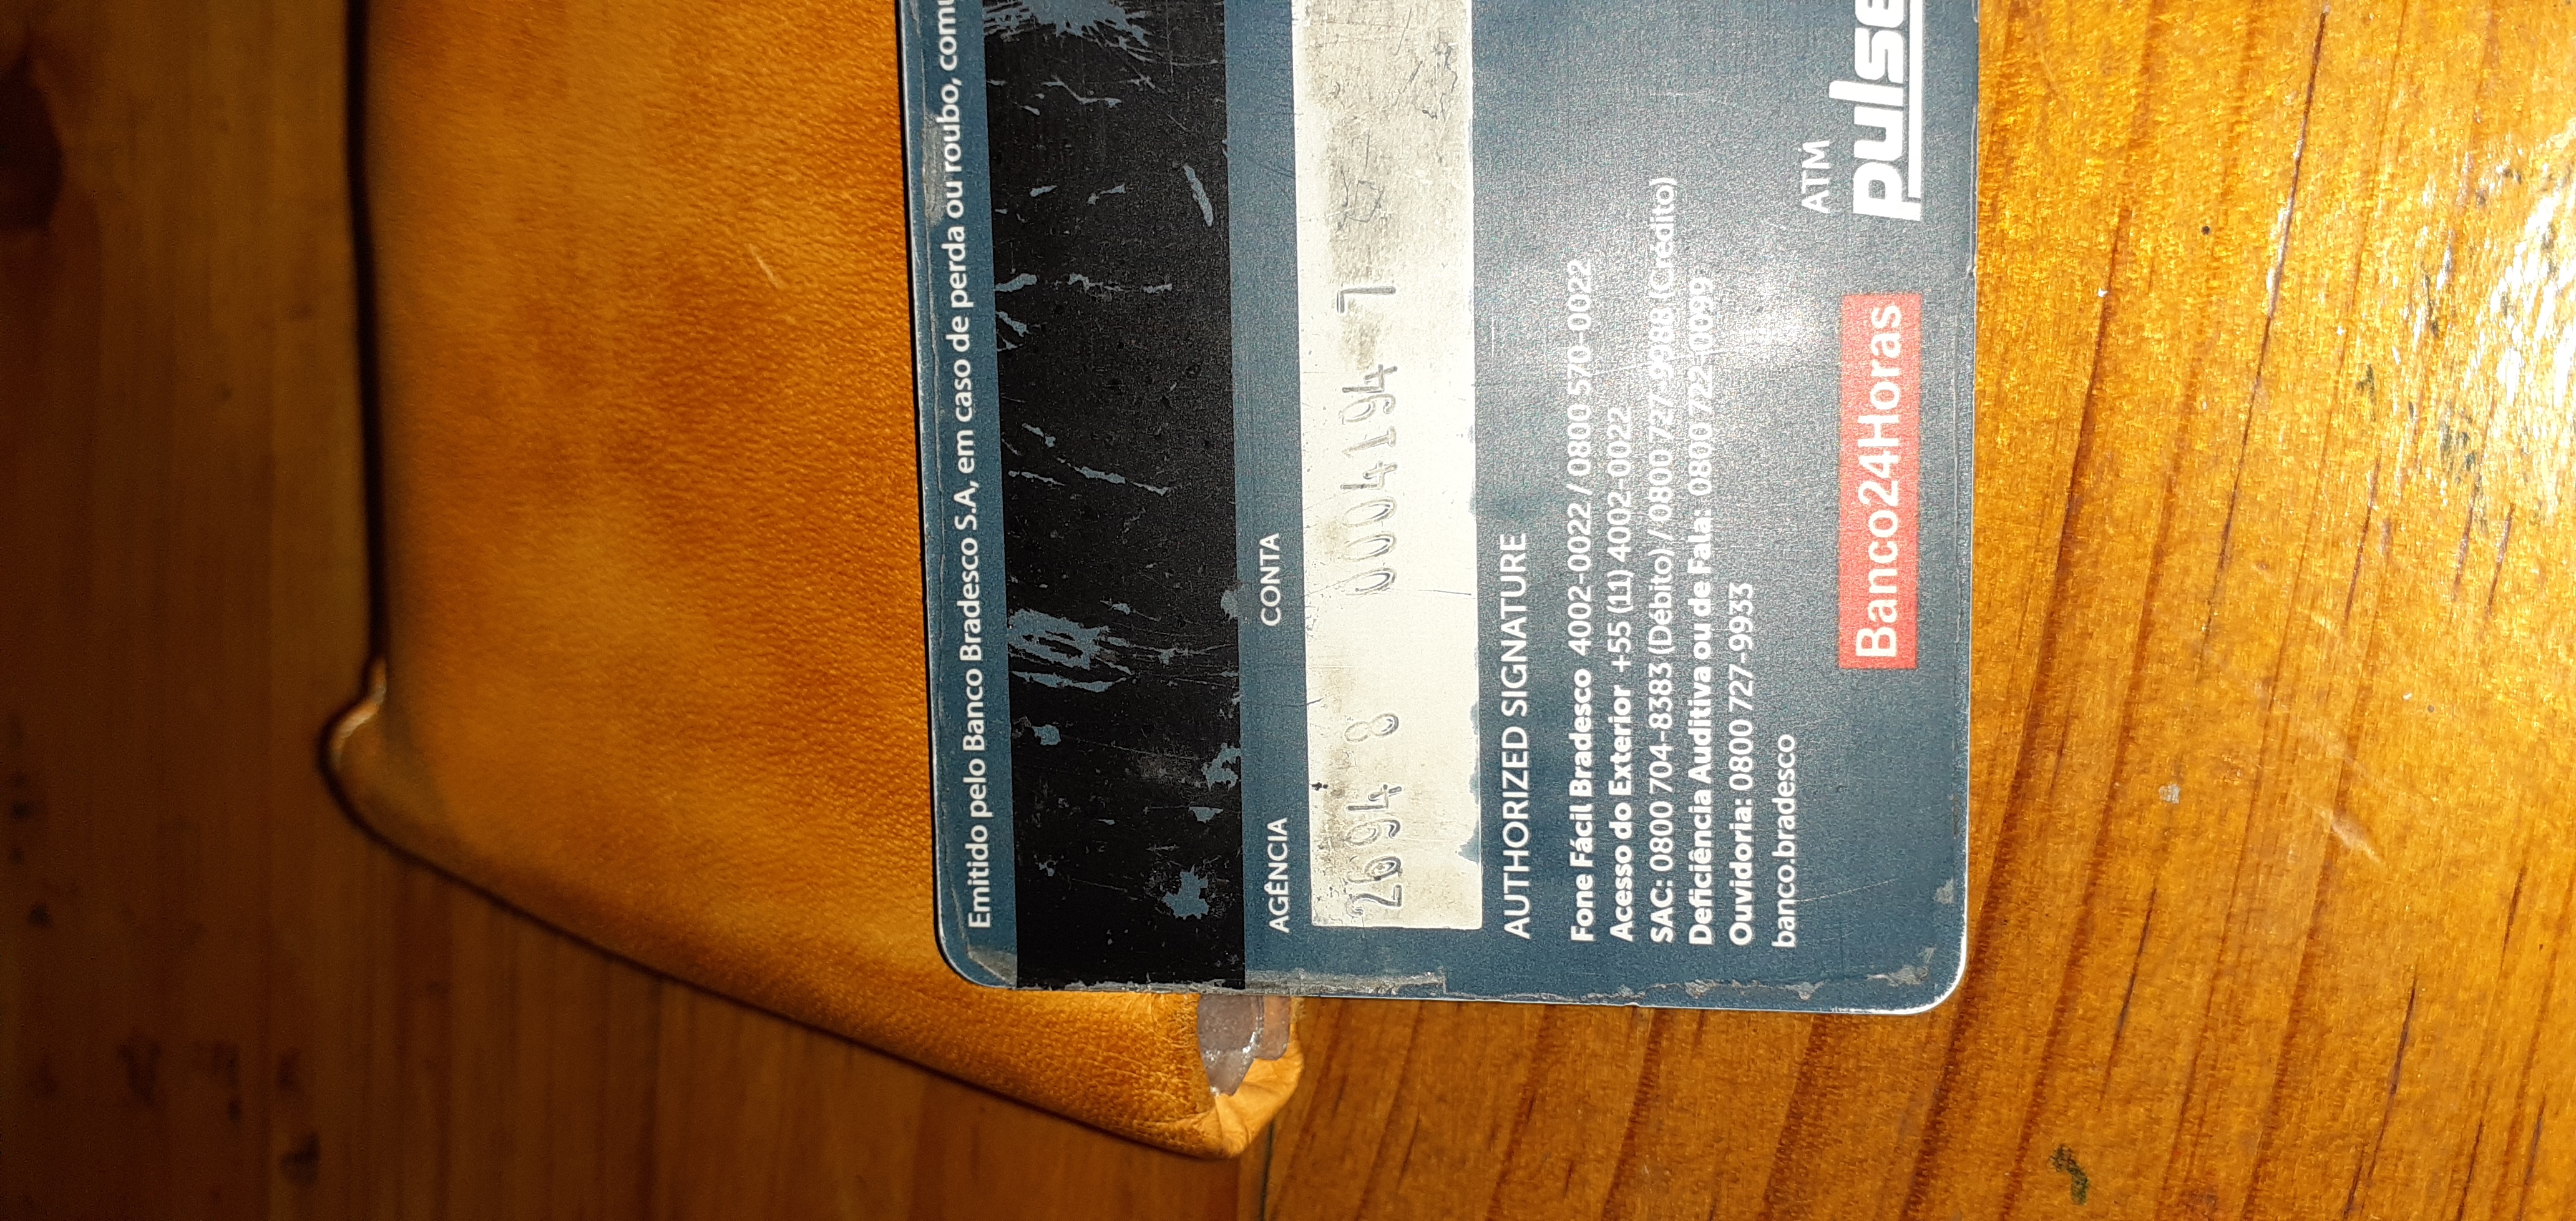 Emitido pelo Banco Bradesco S.A, em caso de perda ou roubo,
AGÊNCIA CONTA
2694 8 0004194 7
AUTHORIZED SIGNATURE
Fone Fácil Bradesco 4002-0022 / 0800 570 0022
Acesso do Exterior +55 (11) 4002-0022
SAC: 0800 704-8383 (Débito) / 0800 727-9988 (Crédito)
Deficiência Auditiva ou de Fala: 0800 722-0099
Ouvidoria: 0800 727-9933
banco.bradesco
Banco24Horas
ATM
pulse